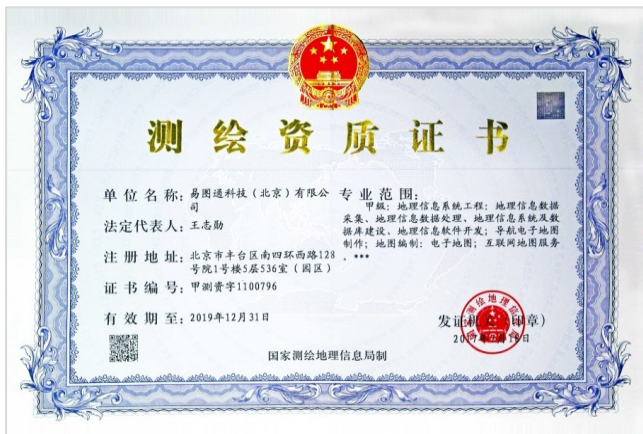 测绘资质证书
单位名称：易图通科技（北京）有限公
司
法定代表人：王志勋
注册地址：北京市丰台区南四环西路128
号院1号楼5层536室（园区）
证书编号：甲测资字1100796
有效期至：2019年12月31日
专业范围：
甲级：地理信息系统工程：地理信息数据
采集、地理信息数据处理、地理信息系统及数
据库建设、地理信息软件开发；导航电子地图
制作；地图编制：电子地图；互联网地图服务
。***
发证机 （印章）
国家测绘地理信息局制